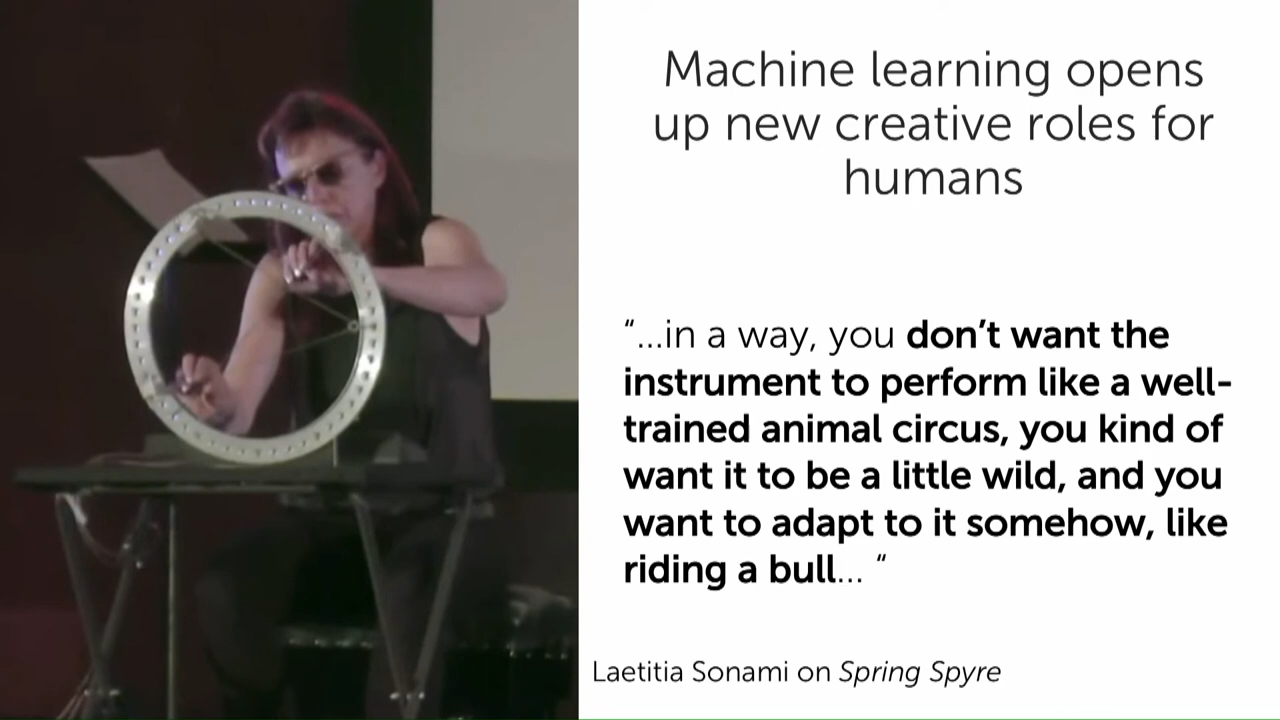 Machine learning opens
up new creative roles for
humans
“...in a way, you don’t want the
instrument to perform like a well-
trained animal circus, you kind of
want it to be a little wild, and you
want to adapt to it somehow, like
riding a bull... “
Laetitia Sonami on Spring Spyre